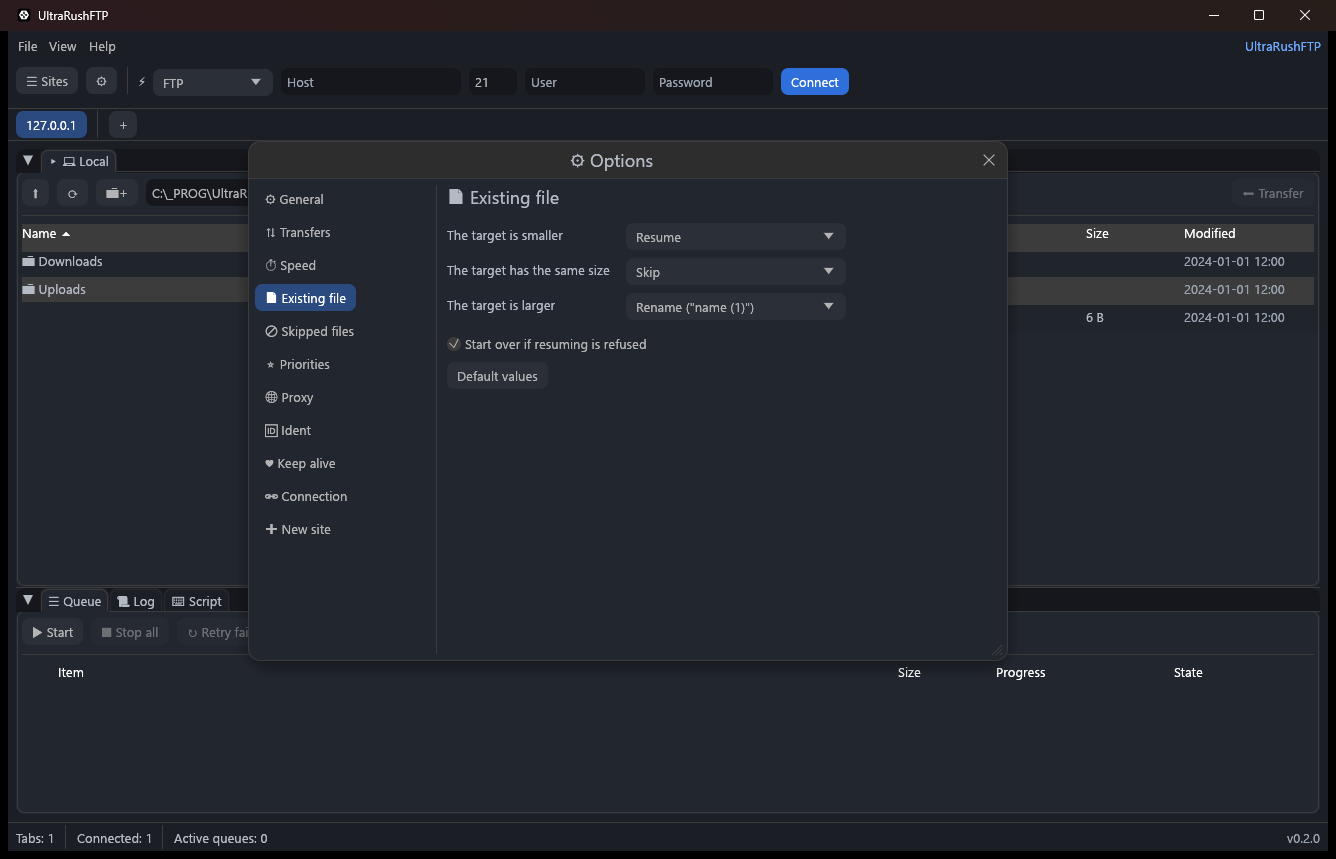 UltraRushFTP
File View Help UltraRushFTP
Sites FTP Host 21 User Password Connect
127.0.0.1 +
Local
C:\_PROG\UltraR
Transfer
Name Size Modified
Downloads 2024-01-01 12:00
Uploads 2024-01-01 12:00
6 B 2024-01-01 12:00
Options
General
Transfers
Speed
Existing file
Skipped files
Priorities
Proxy
ID Ident
Keep alive
Connection
New site
Existing file
The target is smaller Resume
The target has the same size Skip
The target is larger Rename ("name (1)")
Start over if resuming is refused
Default values
Queue Log Script
Start Stop all Retry fai
Item Size Progress State
Tabs: 1 Connected: 1 Active queues: 0 v0.2.0